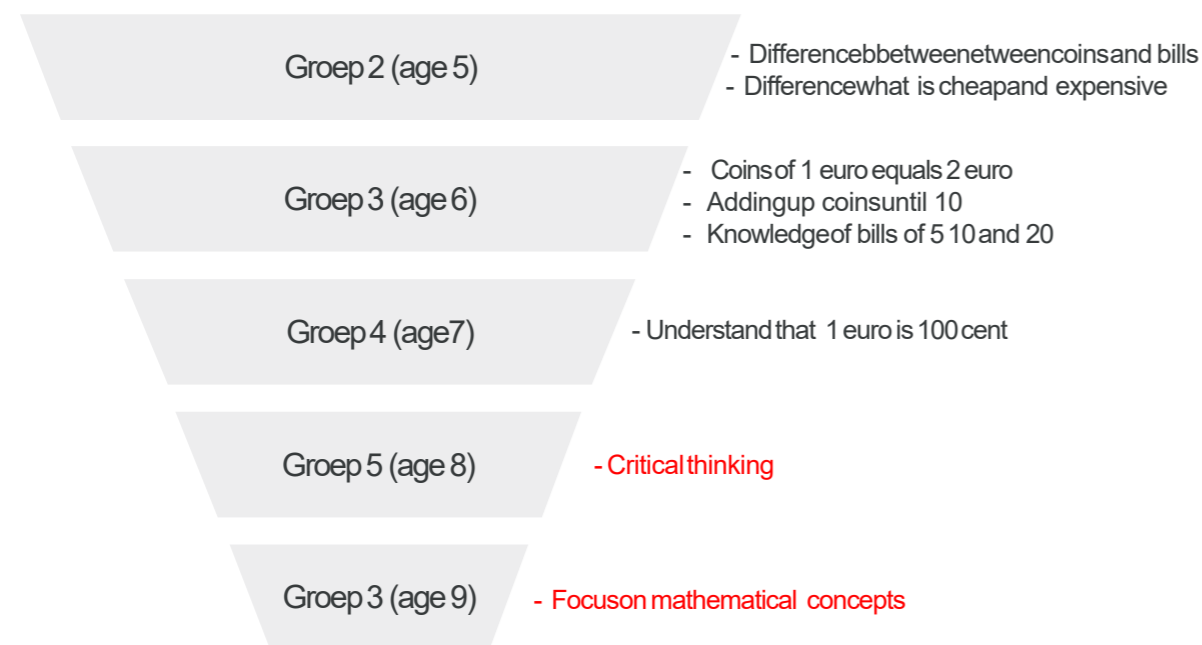 Groep 2 (age 5)
- Differencebbetweenetweencoinsand bills
- Differencewhat is cheapand expensive
Groep 3 (age 6)
- Coinsof 1 euro equals 2 euro
- Addingup coinsuntil 10
- Knowledgeof bills of 5 10 and 20
Groep 4 (age7)
- Understand that 1 euro is 100 cent
Groep 5 (age 8)
- Critical thinking
Groep 3 (age 9)
- Focuson mathematical concepts